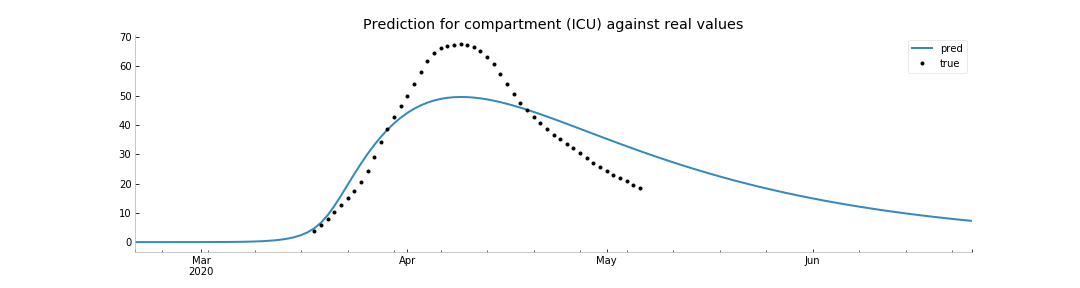 Prediction for compartment (ICU) against real values
70
60
50
40
30
20
10
0
pred
true
Mar
2020
Apr
May
Jun